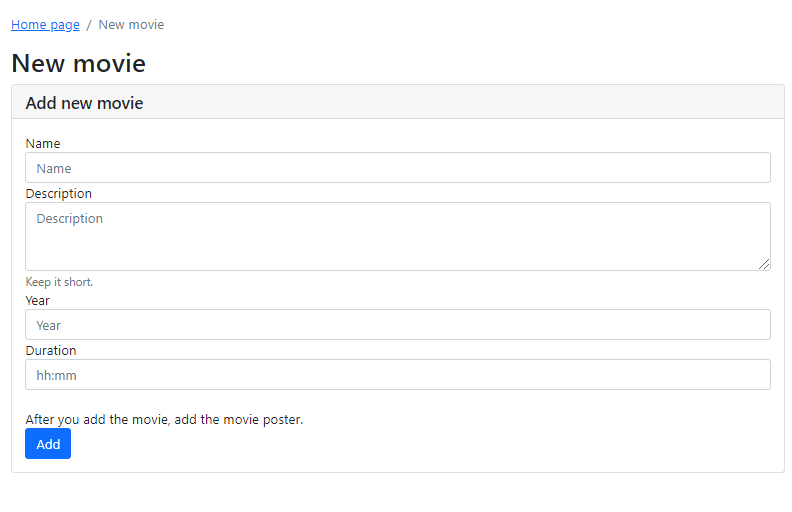 Home page / New movie
New movie
Add new movie
Name
Name
Description
Description
Keep it short.
Year
Year
Duration
hh:mm
After you add the movie, add the movie poster.
Add